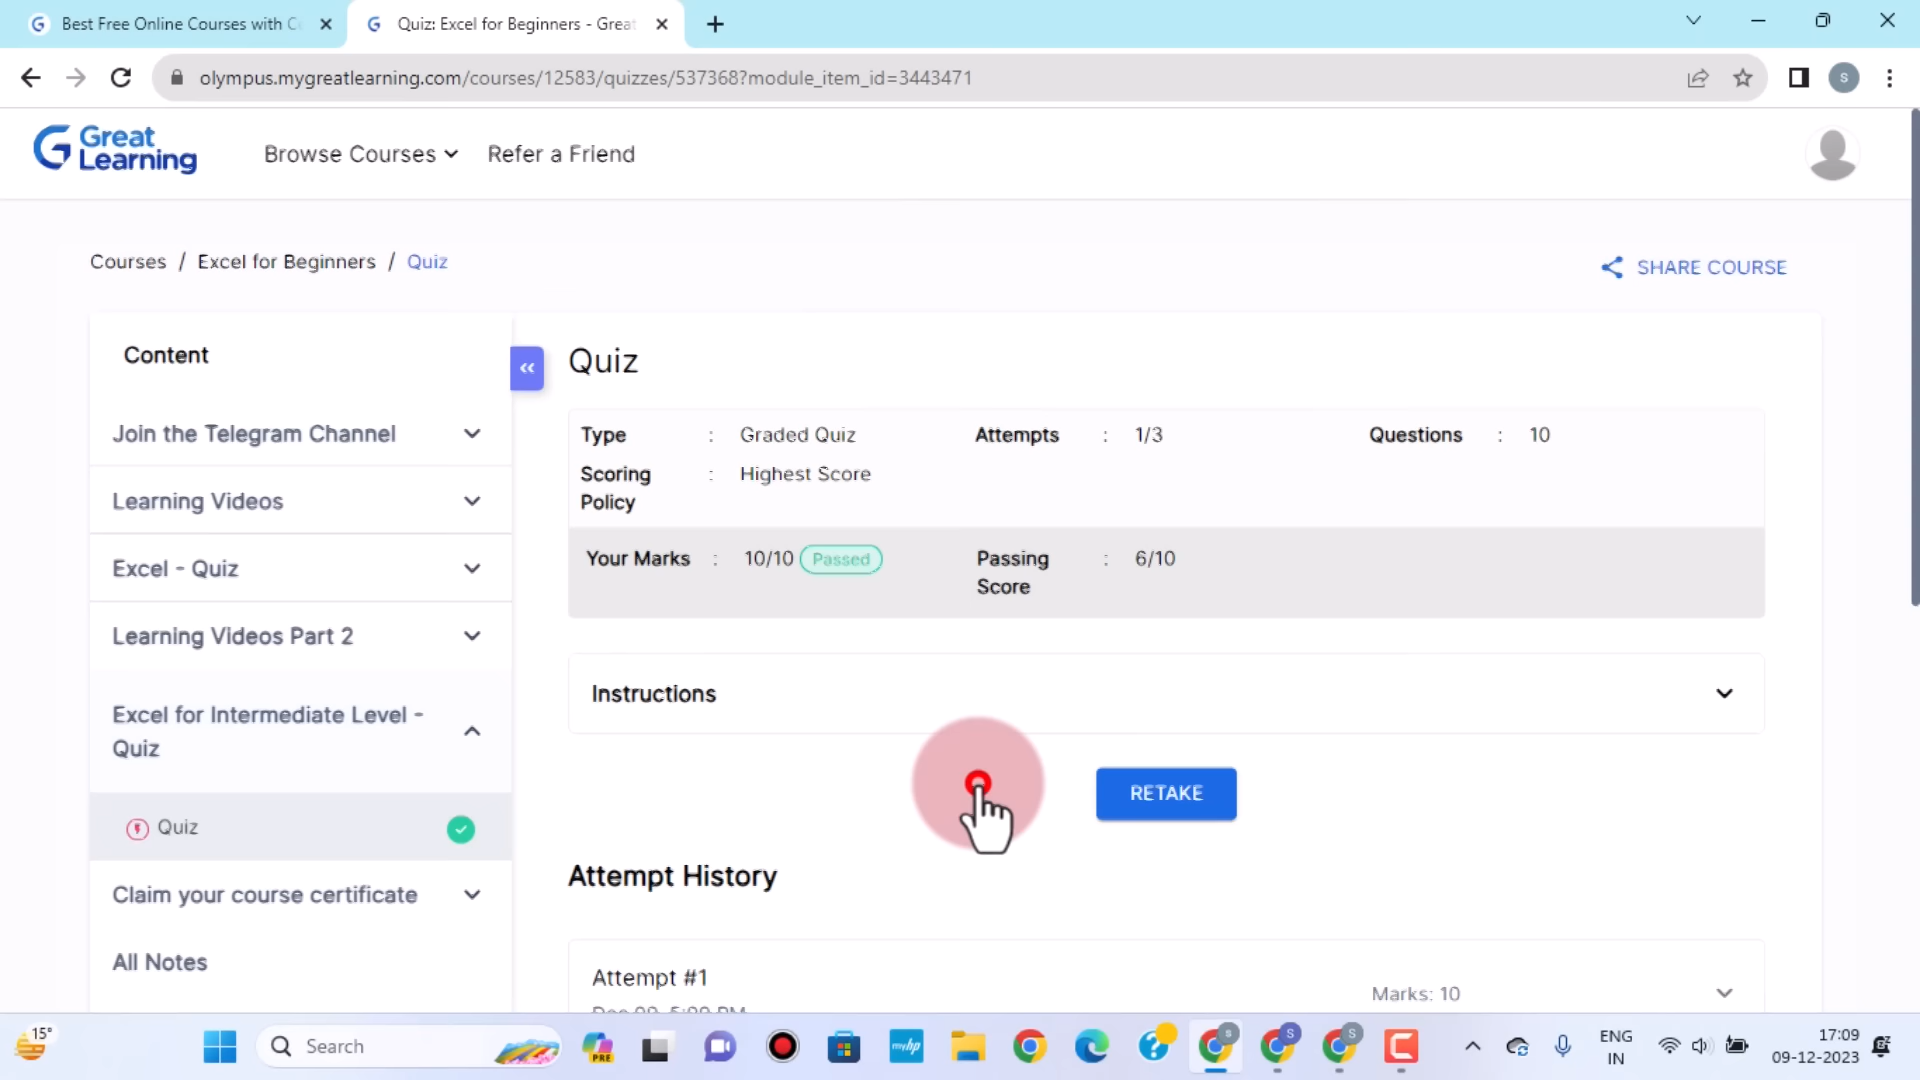 Best Free Online Courses with C
Quiz: Excel for Beginners - Great
olympus.mygreatlearning.com/courses/12583/quizzes/537368?module_item_id=3443471
S
Great
Learning
Browse Courses
Refer a Friend
Courses / Excel for Beginners / Quiz
SHARE COURSE
Content
Join the Telegram Channel
Learning Videos
Excel - Quiz
Learning Videos Part 2
Excel for Intermediate Level -
Quiz
Quiz
Claim your course certificate
All Notes
Quiz
Type : Graded Quiz
Attempts : 1/3
Questions : 10
Scoring : Highest Score
Policy
Your Marks : 10/10 Passed
Passing : 6/10
Score
Instructions
RETAKE
Attempt History
Attempt #1
Marks: 10
15°
Search
PRE
myhp
S
S
S
ENG
IN
17:09
09-12-2023